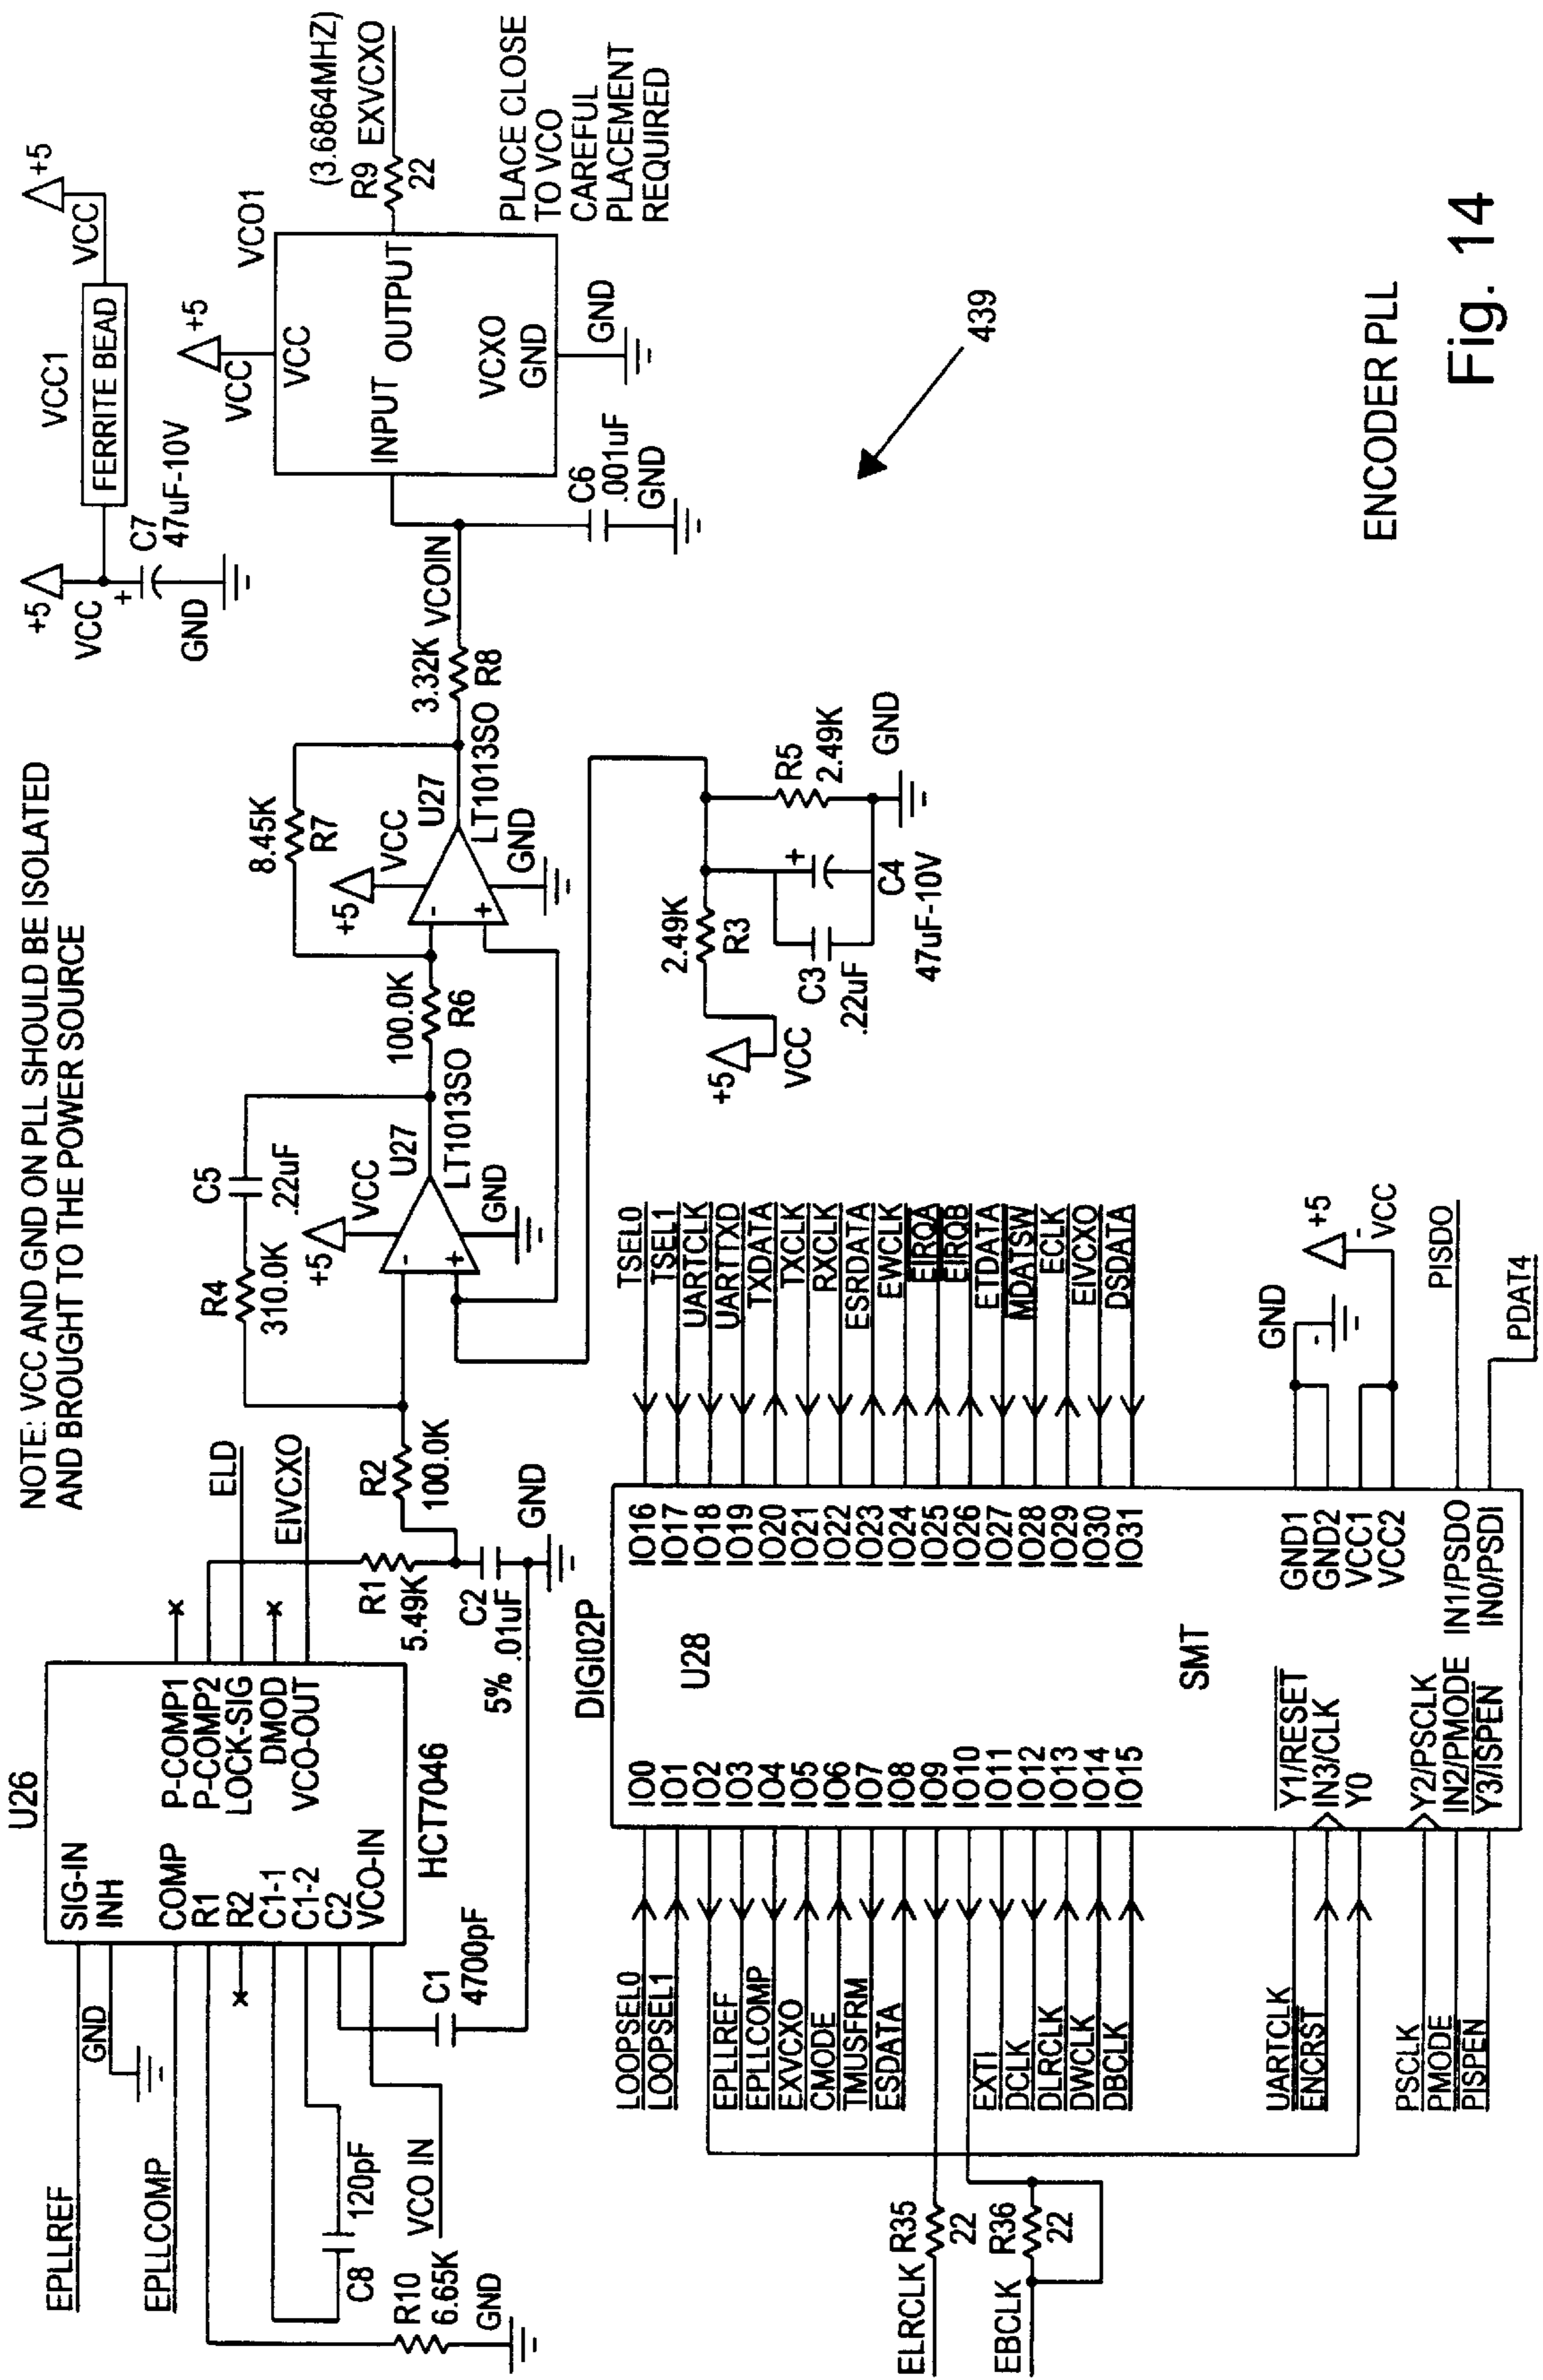 NOTE: VCC AND GND ON PLL SHOULD BE ISOLATED
AND BROUGHT TO THE POWER SOURCE
U26
SIG-IN
INH
COMP
R1
R2
C1-1
C1-2
C2
VCO-IN
P-COMP1
P-COMP2
LOCK-SIG
DMOD
VCO-OUT
HCT7046
EPLLREF
GND
EPLLCOMP
C8
120pF
R10
6.65K
GND
VCO IN
C1
4700pF
ELD
EIVCXO
R1
5.49K
C2
5% .01uF
GND
R2
100.0K
R4
310.0K
C5
.22uF
+5
VCC
U27
LT1013SO
GND
-
+
100.0K
R6
8.45K
R7
+5
VCC
U27
LT1013SO
GND
-
+
3.32K
R8
VCOIN
C6
.001uF
GND
+5
VCC
+
C7
47uF-10V
GND
VCC1
FERRITE BEAD
VCC
+5
VCC
+5
VCO1
VCC
INPUT
OUTPUT
VCXO
GND
GND
(3.6864MHZ)
R9
22
EXVCXO
PLACE CLOSE
TO VCO
CAREFUL
PLACEMENT
REQUIRED
+5
VCC
2.49K
R3
C3
.22uF
+
C4
47uF-10V
R5
2.49K
GND
439
DIGI02P
U28
SMT
IO0
IO1
IO2
IO3
IO4
IO5
IO6
IO7
IO8
IO9
IO10
IO11
IO12
IO13
IO14
IO15
Y1/RESET
IN3/CLK
Y0
Y2/PSCLK
IN2/PMODE
Y3/ISPEN
IO16
IO17
IO18
IO19
IO20
IO21
IO22
IO23
IO24
IO25
IO26
IO27
IO28
IO29
IO30
IO31
GND1
GND2
VCC1
VCC2
IN1/PSDO
IN0/PSDI
LOOPSEL0
LOOPSEL1
EPLLREF
EPLLCOMP
EXVCXO
CMODE
TMUSFRM
ESDATA
EXTI
DCLK
DLRCLK
DWCLK
DBCLK
UARTCLK
ENCRST
PSCLK
PMODE
PISPEN
ELRCLK
R35
22
EBCLK
R36
22
TSEL0
TSEL1
UARTCLK
UARTTXD
TXDATA
TXCLK
RXCLK
ESRDATA
EWCLK
EIRQA
EIRQB
ETDATA
MDATSW
ECLK
EIVCXO
DSDATA
GND
+5
VCC
PISDO
PDAT4
ENCODER PLL
Fig. 14